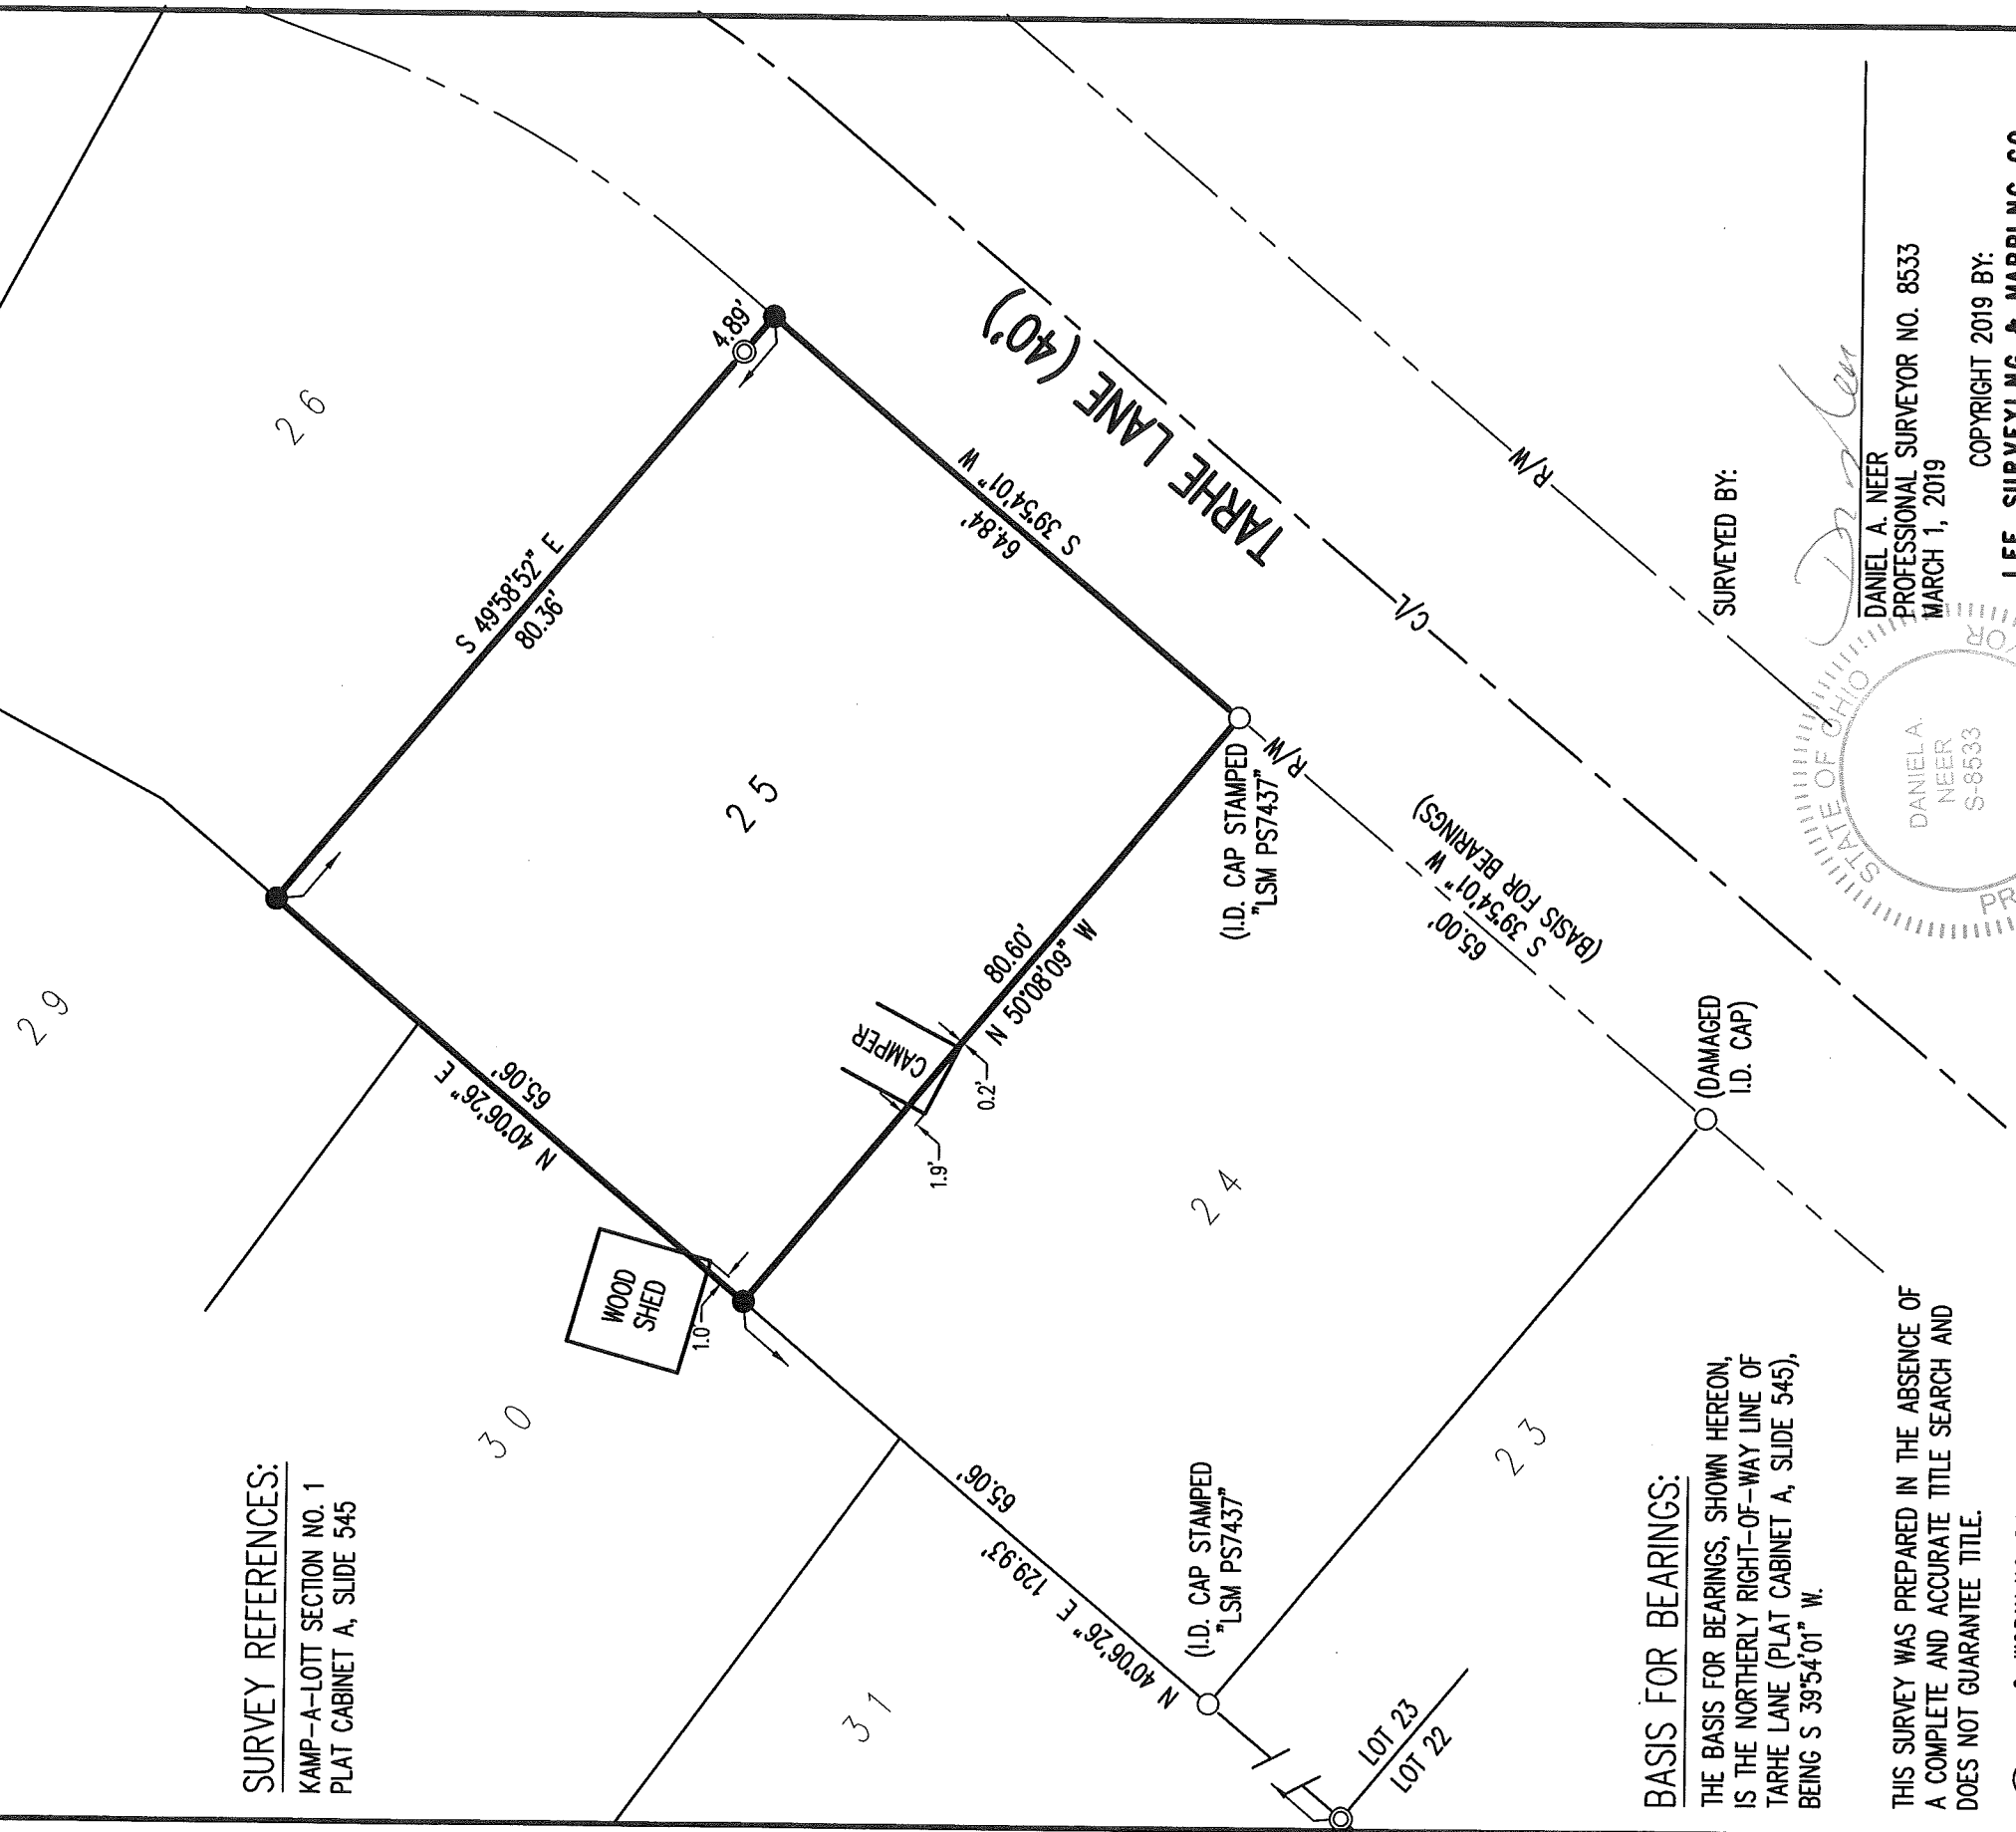 SURVEY REFERENCES:
KAMP-A-LOTT SECTION NO. 1
PLAT CABINET A, SLIDE 545
29
26
30
31
25
24
23
S 49°58'52" E
80.36'
4.89'
S 39°54'01" W
64.84'
TARHE LANE (40')
N 40°06'26" E
65.06'
WOOD
SHED
1.0'
CAMPER
1.9'
0.2'
80.60'
N 50°08'09" W
(I.D. CAP STAMPED
"LSM PS7437"
R/W
C/L
R/W
65.00'
S 39°54'01" W
(BASIS FOR BEARINGS)
(DAMAGED
I.D. CAP)
65.06'
N 40°06'26" E 129.93'
(I.D. CAP STAMPED
"LSM PS7437"
LOT 23
LOT 22
BASIS FOR BEARINGS:
THE BASIS FOR BEARINGS, SHOWN HEREON,
IS THE NORTHERLY RIGHT-OF-WAY LINE OF
TARHE LANE (PLAT CABINET A, SLIDE 545),
BEING S 39°54'01" W.
THIS SURVEY WAS PREPARED IN THE ABSENCE OF
A COMPLETE AND ACCURATE TITLE SEARCH AND
DOES NOT GUARANTEE TITLE.
SURVEYED BY:
DANIEL A. NEER
PROFESSIONAL SURVEYOR NO. 8533
MARCH 1, 2019
COPYRIGHT 2019 BY:
LEE SURVEYING & MAPPING CO
STATE OF OHIO
DANIEL A.
NEER
S-8533